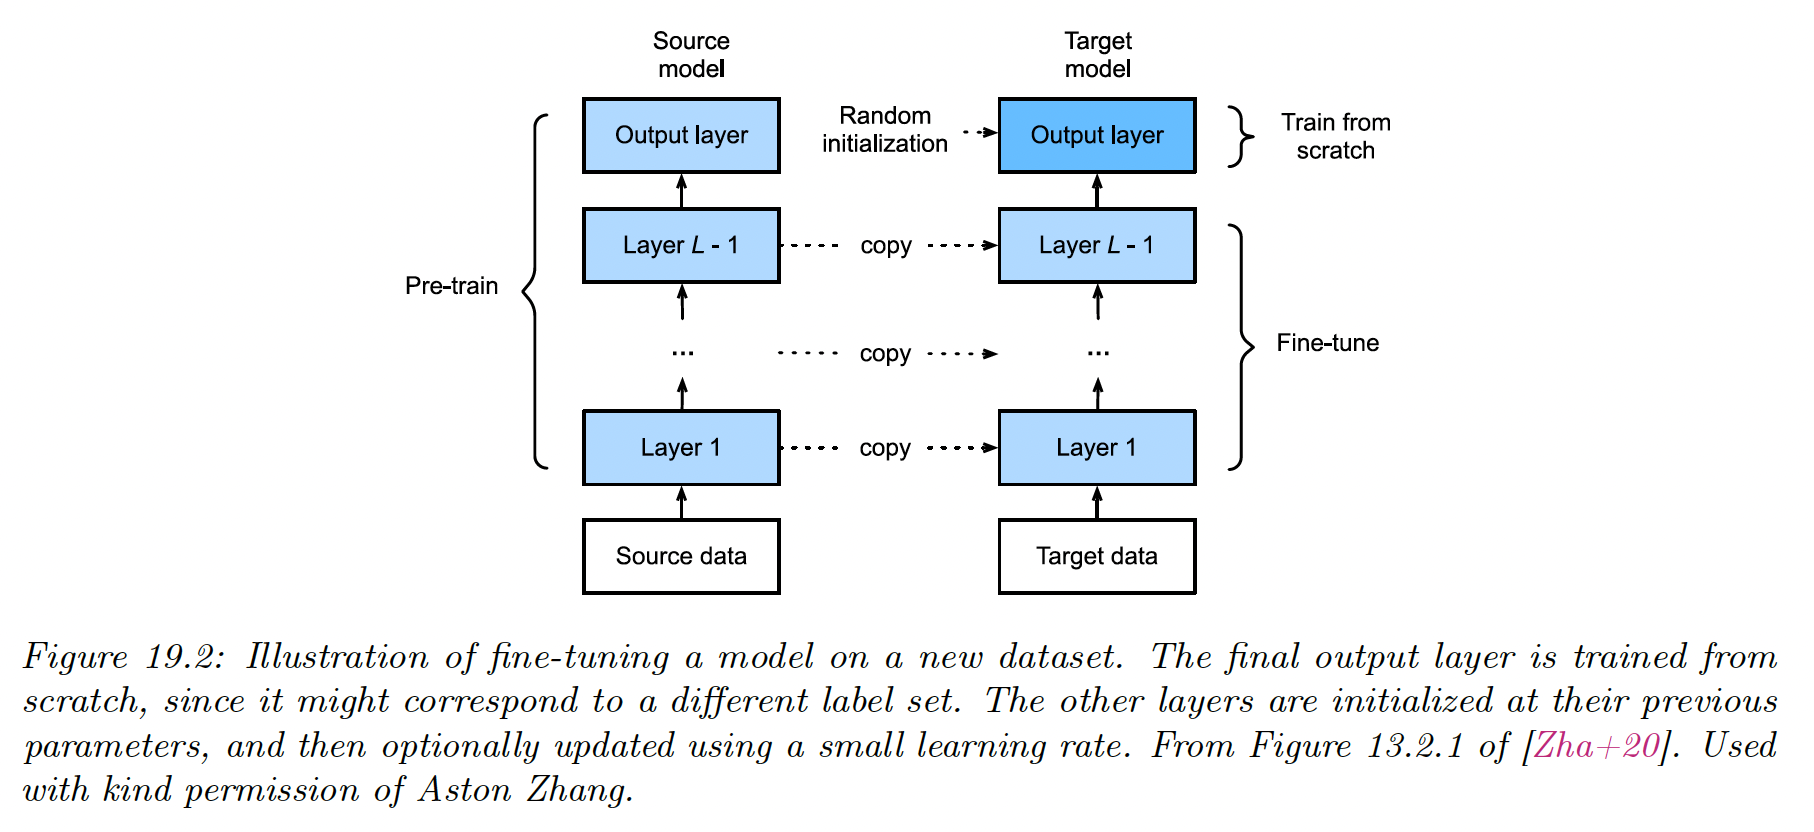 Source
model
Target
model
Output layer
Random
initialization
Output layer
Train from
scratch
Layer L - 1
copy
Layer L - 1
Pre-train
...
copy
...
Fine-tune
Layer 1
copy
Layer 1
Source data
Target data
Figure 19.2: Illustration of fine-tuning a model on a new dataset. The final output layer is trained from
scratch, since it might correspond to a different label set. The other layers are initialized at their previous
parameters, and then optionally updated using a small learning rate. From Figure 13.2.1 of [Zha+20]. Used
with kind permission of Aston Zhang.